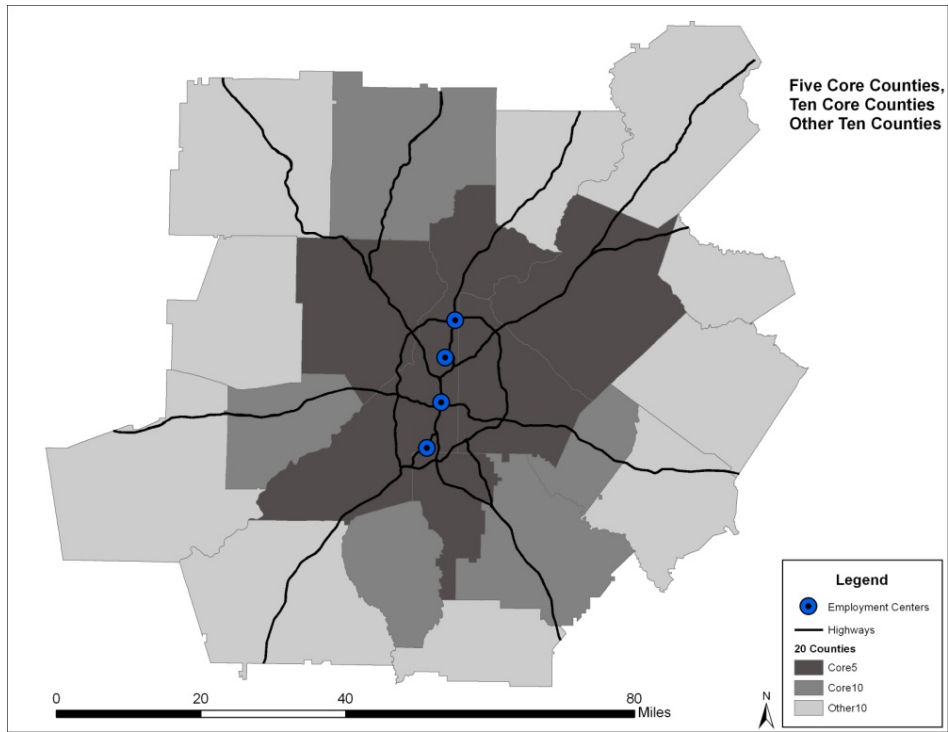 Five Core Counties,
Ten Core Counties
Other Ten Counties
Legend
Employment Centers
Highways
20 Counties
Core5
Core10
Other10
0 20 40 80
Miles
N